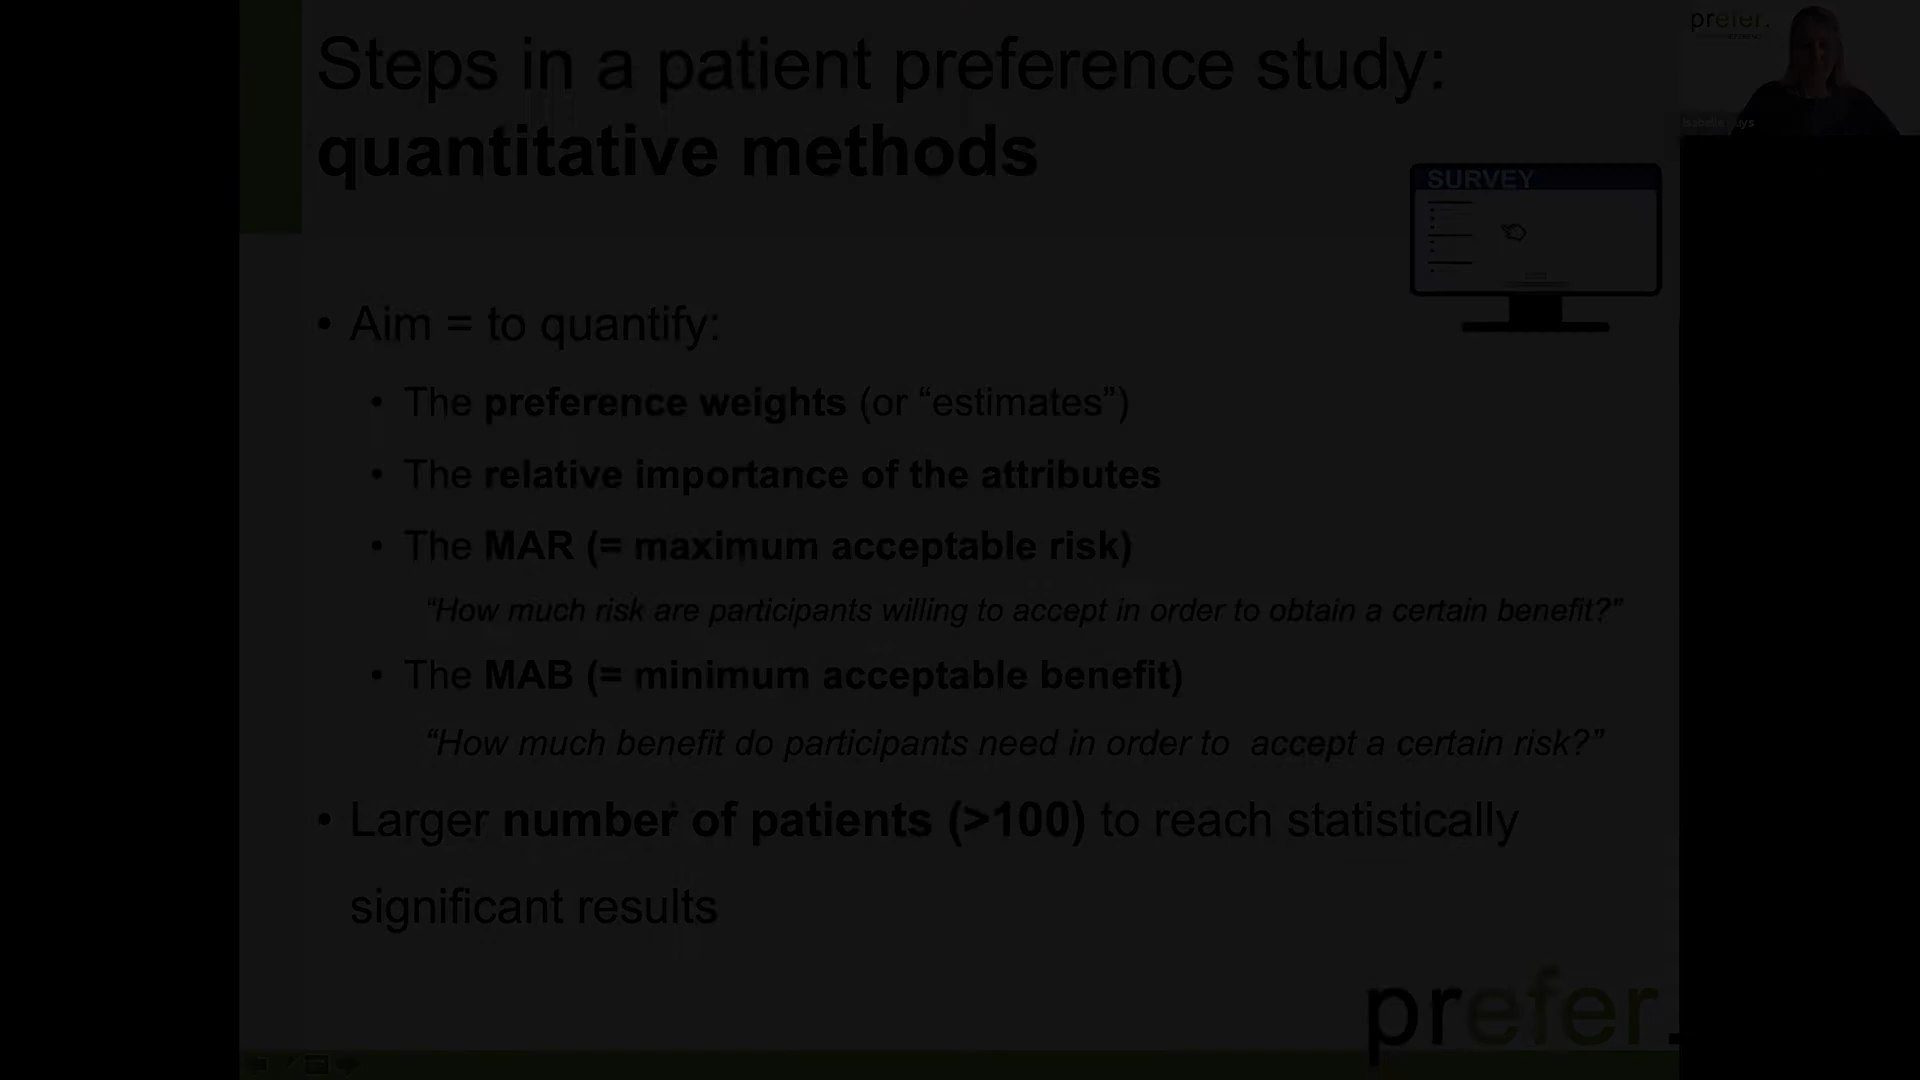 Steps in a patient preference study:
quantitative methods
prefer.
SURVEY
• Aim = to quantify:
• The preference weights (or “estimates”)
• The relative importance of the attributes
• The MAR (= maximum acceptable risk)
“How much risk are participants willing to accept in order to obtain a certain benefit?”
• The MAB (= minimum acceptable benefit)
“How much benefit do participants need in order to accept a certain risk?”
• Larger number of patients (>100) to reach statistically
significant results
prefer.